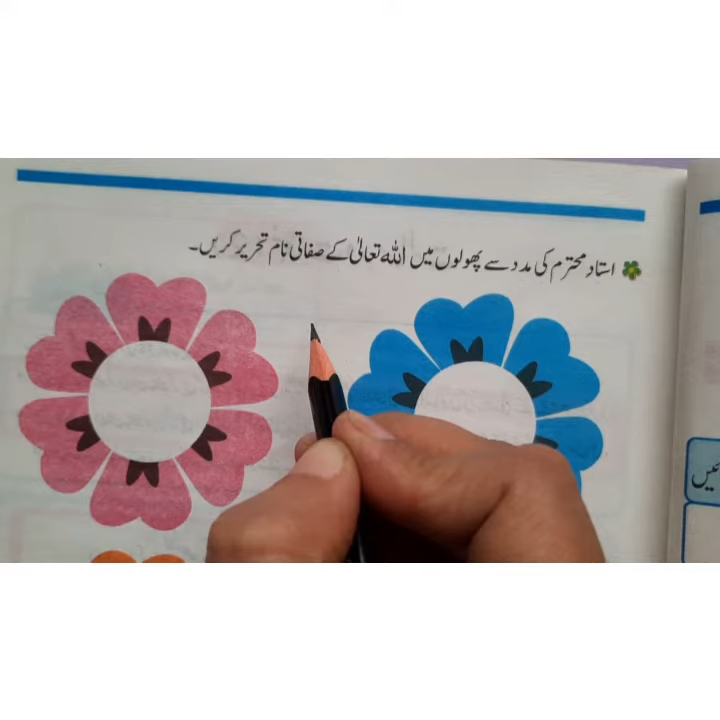 استاد محترم کی مدد سے پھولوں میں اللہ تعالیٰ کے صفاتی نام تحریر کریں۔